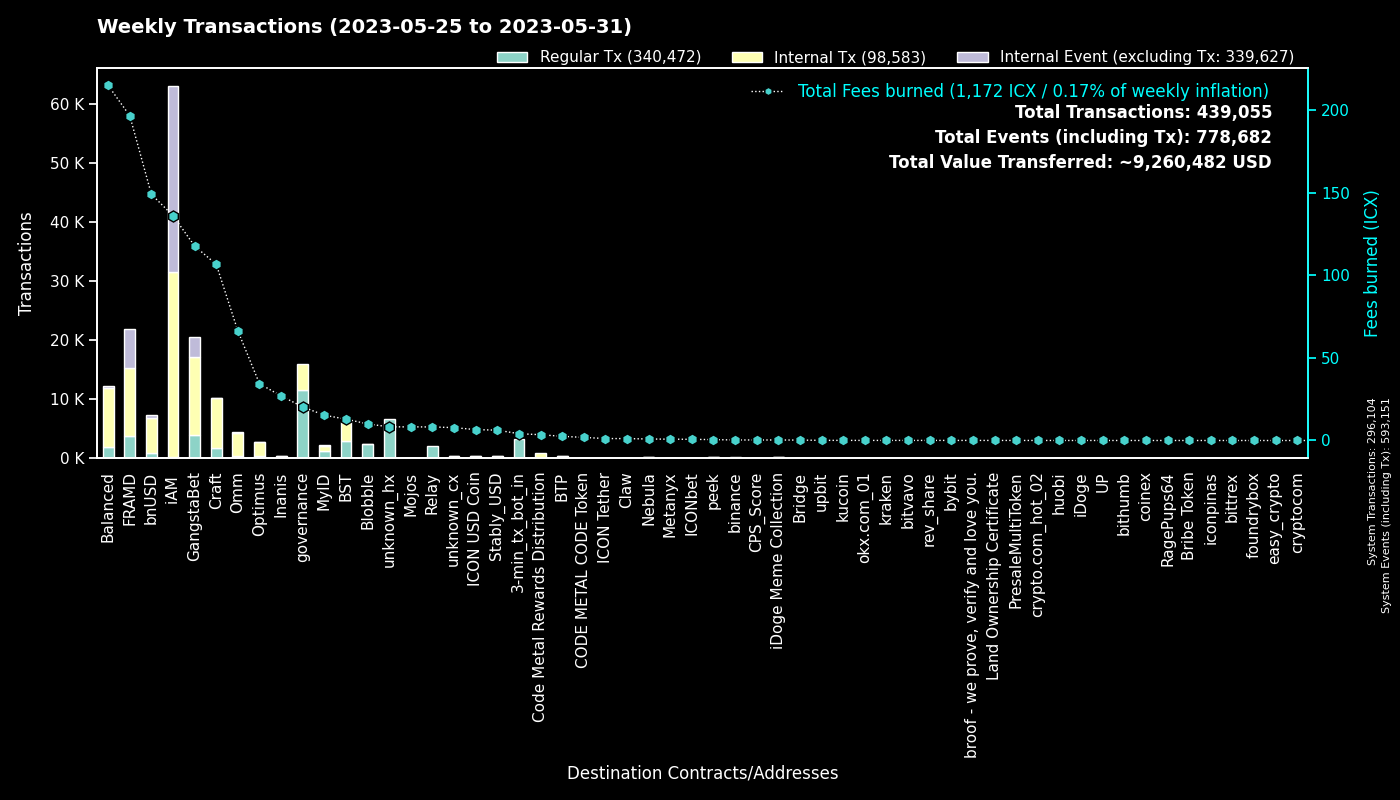 Weekly Transactions (2023-05-25 to 2023-05-31)
Regular Tx (340,472)
Internal Tx (98,583)
Internal Event (excluding Tx: 339,627)
Total Fees burned (1,172 ICX / 0.17% of weekly inflation)
Total Transactions: 439,055
Total Events (including Tx): 778,682
Total Value Transferred: ~9,260,482 USD
Transactions
60 K
50 K
40 K
30 K
20 K
10 K
0 K
200
150
100
50
0
Fees burned (ICX)
System Transactions: 296,104
System Events (including Tx): 593,151
Balanced
FRAMD
bnUSD
iAM
GangstaBet
Craft
Omm
Optimus
Inanis
governance
MyID
BST
Blobble
unknown_hx
Mojos
Relay
unknown_cx
ICON USD Coin
Stably_USD
3-min_tx_bot_in
Code Metal Rewards Distribution
BTP
CODE METAL CODE Token
ICON Tether
Claw
Nebula
Metanyx
ICONbet
peek
binance
CPS_Score
iDoge Meme Collection
Bridge
upbit
kucoin
okx.com_01
kraken
bitvavo
rev_share
bybit
broof - we prove, verify and love you.
Land Ownership Certificate
PresaleMultiToken
crypto.com_hot_02
huobi
iDoge
UP
bithumb
coinex
RagePups64
Bribe Token
iconpinas
bittrex
foundrybox
easy_crypto
cryptocom
Destination Contracts/Addresses